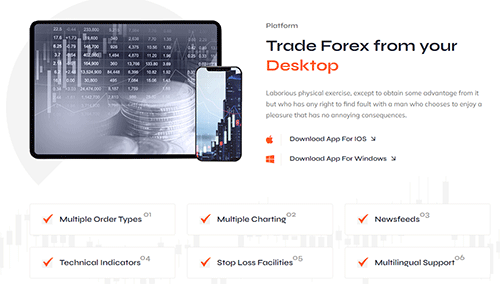 Platform
Trade Forex from your
Desktop
Laborious physical exercise, except to obtain some advantage from it
but who has any right to find fault with a man who chooses to enjoy a
pleasure that has no annoying consequences.
Download App For IOS
Download App For Windows
Multiple Order Types 01
Multiple Charting 02
Newsfeeds 03
Technical Indicators 04
Stop Loss Facilities 05
Multilingual Support 06